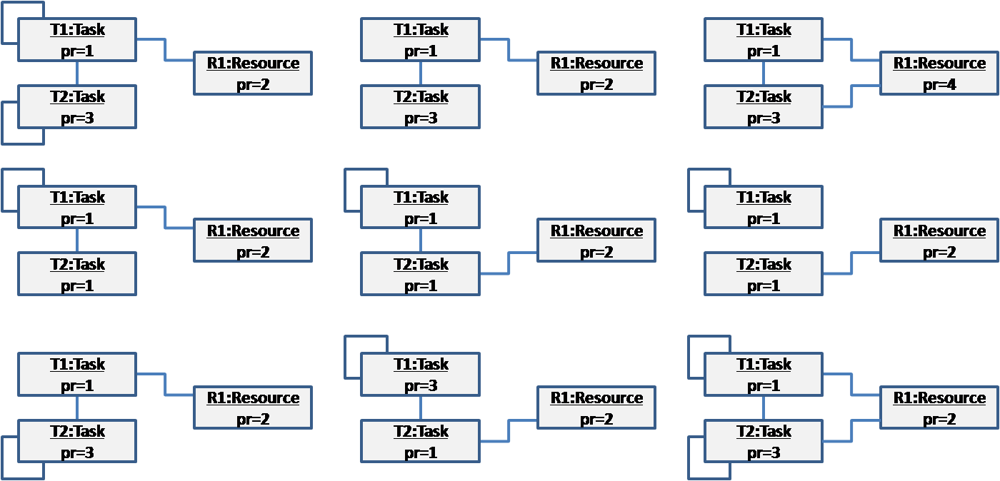 T1:Task
pr=1
R1:Resource
pr=2
T2:Task
pr=3
T1:Task
pr=1
R1:Resource
pr=2
T2:Task
pr=3
T1:Task
pr=1
R1:Resource
pr=4
T2:Task
pr=3
T1:Task
pr=1
R1:Resource
pr=2
T2:Task
pr=1
T1:Task
pr=1
R1:Resource
pr=2
T2:Task
pr=1
T1:Task
pr=1
R1:Resource
pr=2
T2:Task
pr=1
T1:Task
pr=1
R1:Resource
pr=2
T2:Task
pr=3
T1:Task
pr=3
R1:Resource
pr=2
T2:Task
pr=1
T1:Task
pr=1
R1:Resource
pr=2
T2:Task
pr=3